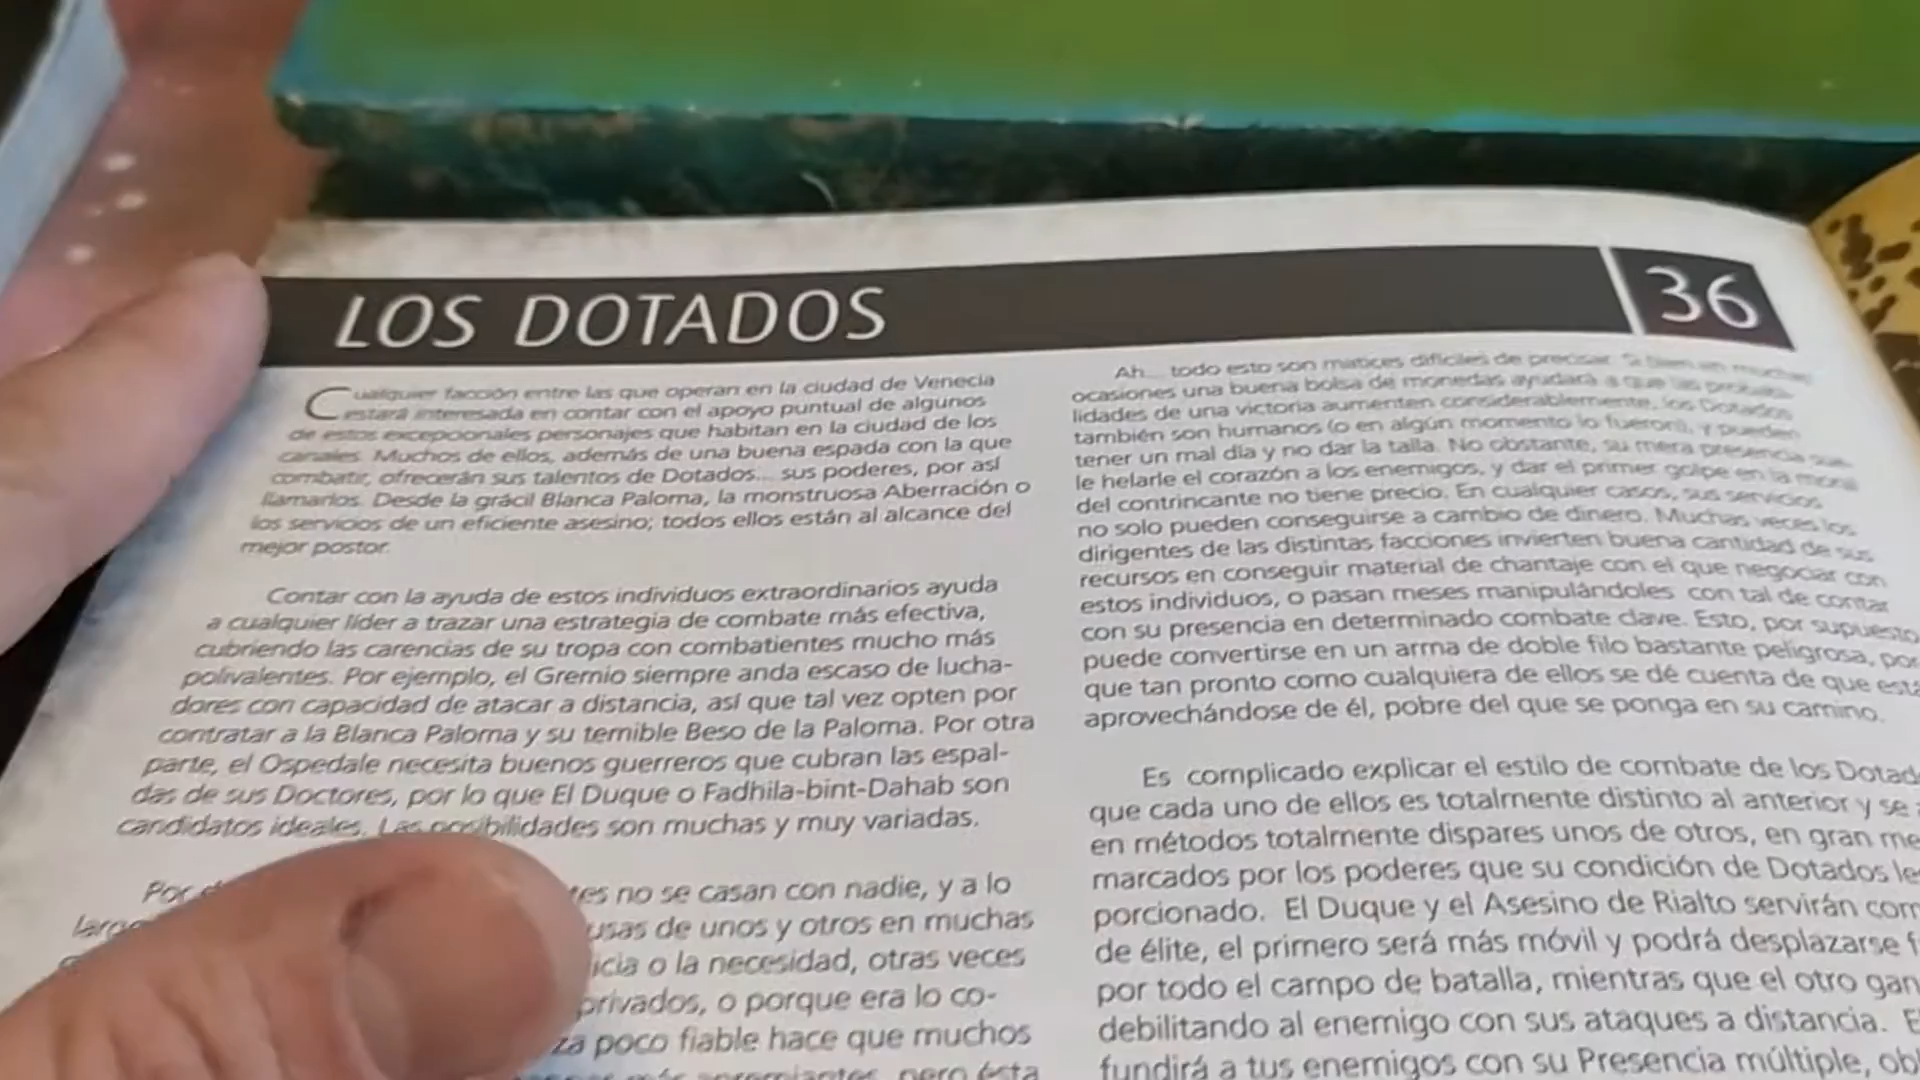 LOS DOTADOS
36
Cualquier facción entre las que operan en la ciudad de Venecia
estará interesada en contar con el apoyo puntual de algunos
de estos excepcionales personajes que habitan en la ciudad de los
canales. Muchos de ellos, además de una buena espada con la que
combatir, ofrecerán sus talentos de Dotados... sus poderes, por así
llamarlos. Desde la grácil Blanca Paloma, la monstruosa Aberración o
los servicios de un eficiente asesino; todos ellos están al alcance del
mejor postor.
Contar con la ayuda de estos individuos extraordinarios ayuda
a cualquier líder a trazar una estrategia de combate más efectiva,
cubriendo las carencias de su tropa con combatientes mucho más
polivalentes. Por ejemplo, el Gremio siempre anda escaso de lucha-
dores con capacidad de atacar a distancia, así que tal vez opten por
contratar a la Blanca Paloma y su temible Beso de la Paloma. Por otra
parte, el Ospedale necesita buenos guerreros que cubran las espal-
das de sus Doctores, por lo que El Duque o Fadhila-bint-Dahab son
candidatos ideales. Las posibilidades son muchas y muy variadas.
Por
no se casan con nadie, y a lo
largo
de unos y otros en muchas
o la necesidad, otras veces
privados, o porque era lo co-
poco fiable hace que muchos
pero ésta
Ah... todo esto son matices difíciles de precisar. Si bien en muchas
ocasiones una buena bolsa de monedas ayudará a que las probabi-
lidades de una victoria aumenten considerablemente, los Dotados
también son humanos (o en algún momento lo fueron), y pueden
tener un mal día y no dar la talla. No obstante, su mera presencia
le helarle el corazón a los enemigos, y dar el primer golpe en la moral
del contrincante no tiene precio. En cualquier casos, sus servicios
no solo pueden conseguirse a cambio de dinero. Muchas veces los
dirigentes de las distintas facciones invierten buena cantidad de sus
recursos en conseguir material de chantaje con el que negociar con
estos individuos, o pasan meses manipulándoles con tal de contar
con su presencia en determinado combate clave. Esto, por supuesto
puede convertirse en un arma de doble filo bastante peligrosa, por
que tan pronto como cualquiera de ellos se dé cuenta de que está
aprovechándose de él, pobre del que se ponga en su camino.
Es complicado explicar el estilo de combate de los Dotad
que cada uno de ellos es totalmente distinto al anterior y se
en métodos totalmente dispares unos de otros, en gran me
marcados por los poderes que su condición de Dotados le
porcionado. El Duque y el Asesino de Rialto servirán com
de élite, el primero será más móvil y podrá desplazarse f
por todo el campo de batalla, mientras que el otro gan
debilitando al enemigo con sus ataques a distancia. E
fundirá a tus enemigos con su Presencia múltiple, obl